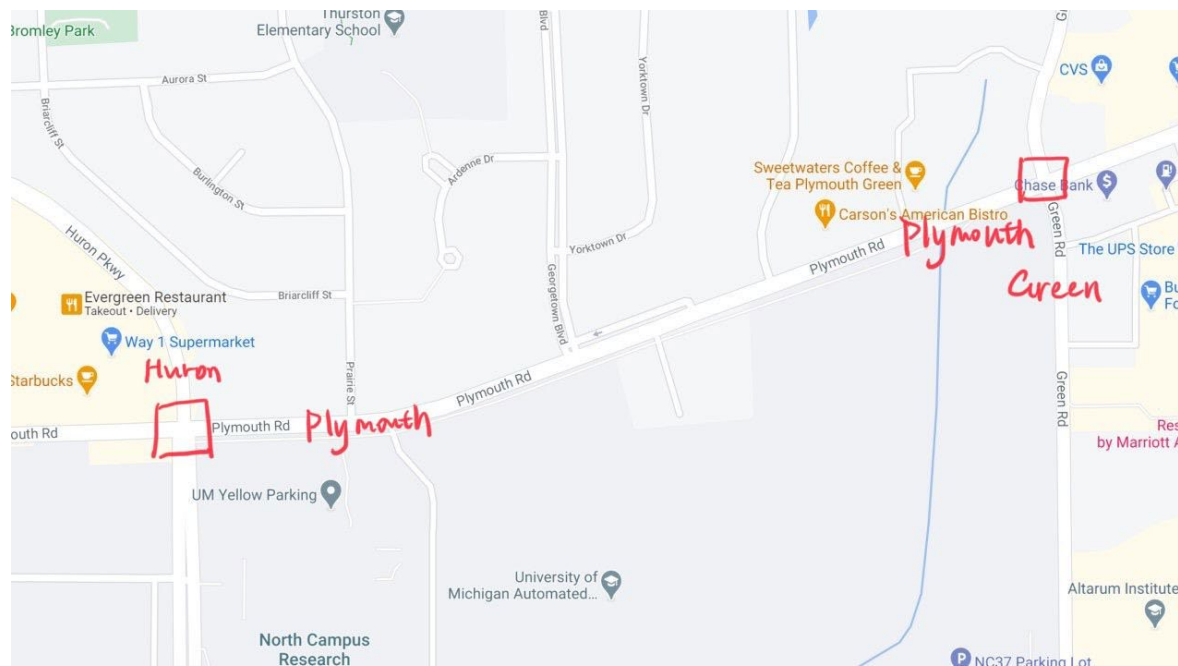 Bromley Park
Thurston
Elementary School
Blvd
CVS
Aurora St
Yorktown Dr
Briarcliff St
Ardenne Dr
Burlington St
Sweetwaters Coffee &
Tea Plymouth Green
Chase Bank
Carson's American Bistro
Green Rd
Huron Pkwy
Yorktown Dr
Plymouth Rd
Plymouth
The UPS Store
Georgetown Blvd
Green
Evergreen Restaurant
Takeout • Delivery
Briarcliff St
Way 1 Supermarket
Huron
Starbucks
Prairie St
Plymouth Rd
Green Rd
outh Rd
Plymouth Rd
Plymouth
by Marriott A
UM Yellow Parking
University of
Michigan Automated...
Altarum Institute
North Campus
Research
P NC37 Parking Lot